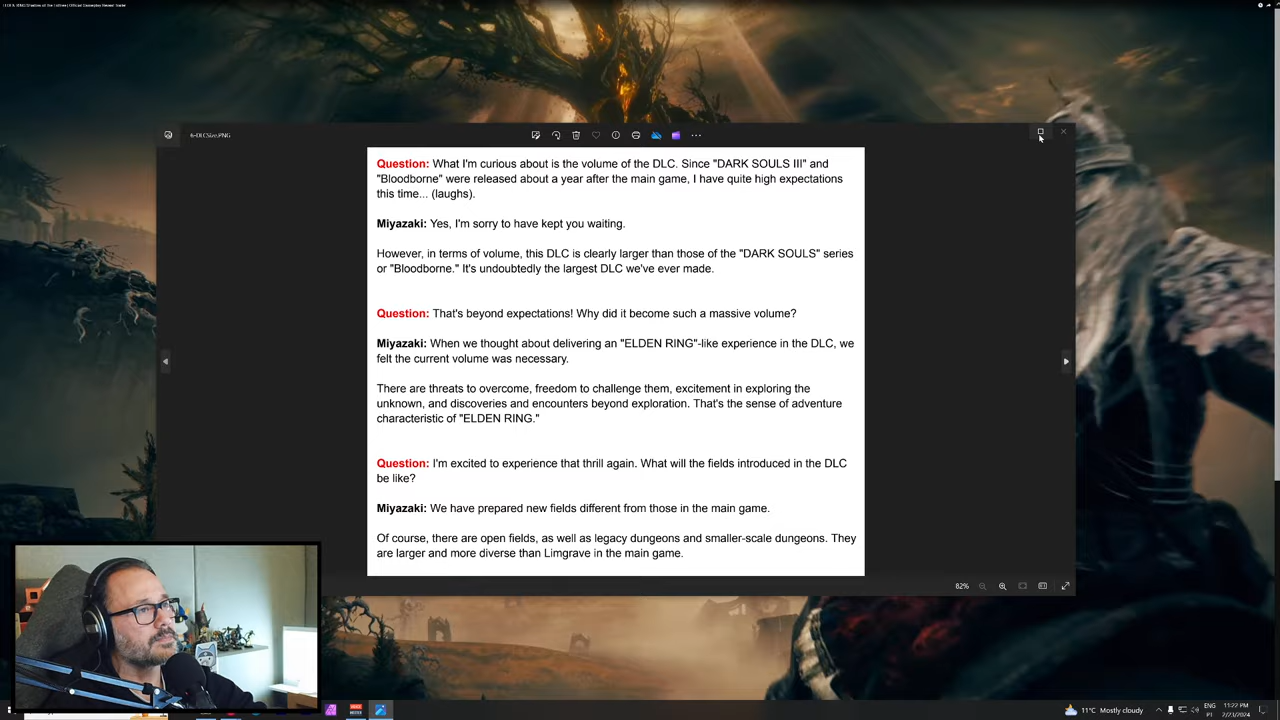 6-DLCSize.PNG
Question: What I'm curious about is the volume of the DLC. Since "DARK SOULS III" and
"Bloodborne" were released about a year after the main game, I have quite high expectations
this time... (laughs).
Miyazaki: Yes, I'm sorry to have kept you waiting.
However, in terms of volume, this DLC is clearly larger than those of the "DARK SOULS" series
or "Bloodborne." It's undoubtedly the largest DLC we've ever made.
Question: That's beyond expectations! Why did it become such a massive volume?
Miyazaki: When we thought about delivering an "ELDEN RING"-like experience in the DLC, we
felt the current volume was necessary.
There are threats to overcome, freedom to challenge them, excitement in exploring the
unknown, and discoveries and encounters beyond exploration. That's the sense of adventure
characteristic of "ELDEN RING."
Question: I'm excited to experience that thrill again. What will the fields introduced in the DLC
be like?
Miyazaki: We have prepared new fields different from those in the main game.
Of course, there are open fields, as well as legacy dungeons and smaller-scale dungeons. They
are larger and more diverse than Limgrave in the main game.
82%
11°C Mostly cloudy
ENG
11:22 PM
2/23/2024